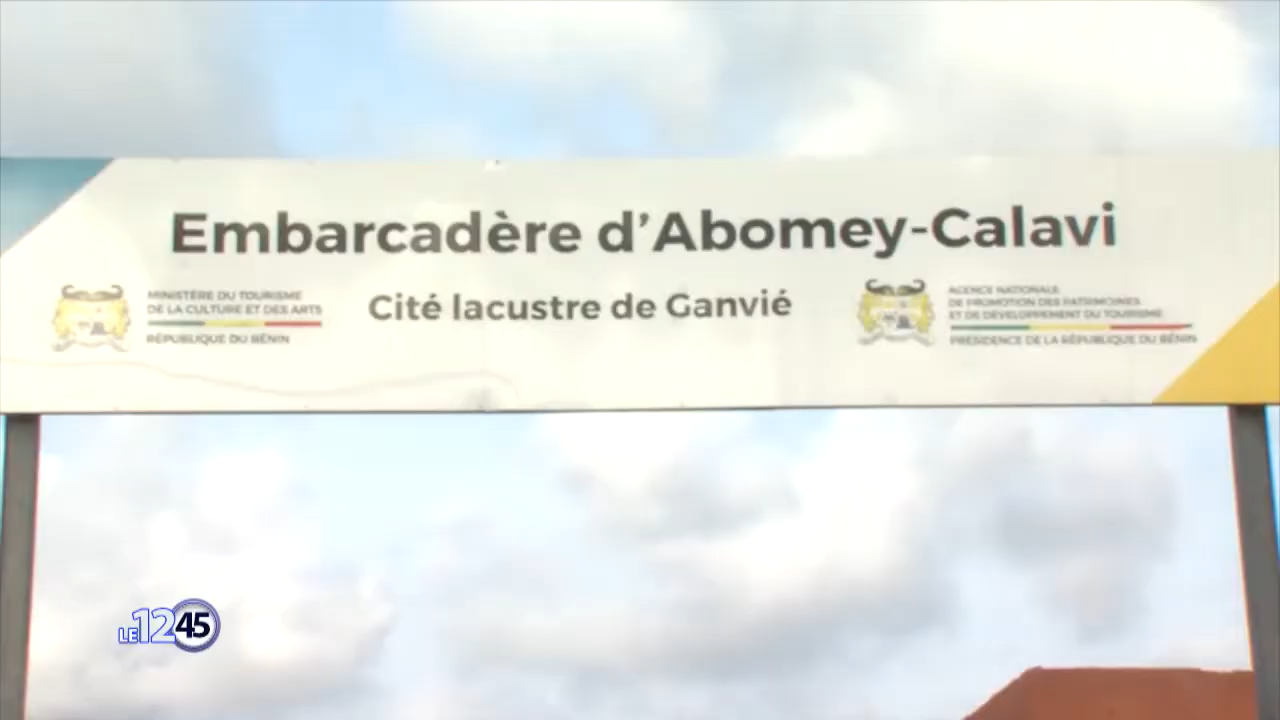 Embarcadère d'Abomey-Calavi
Cité lacustre de Ganvié
MINISTÈRE DU TOURISME
DE LA CULTURE ET DES ARTS
RÉPUBLIQUE DU BÉNIN
AGENCE NATIONALE
DE PROMOTION DES PATRIMOINES
ET DE DÉVELOPPEMENT DU TOURISME
PRÉSIDENCE DE LA RÉPUBLIQUE DU BÉNIN
LE 12 45